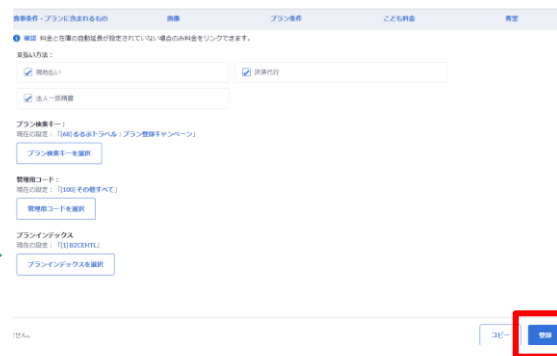 食事条件・プランに含まれるもの 画像 プラン条件 こども料金 客室
確認 料金と在庫の自動延長が設定されていない場合のみ料金をリンクできます。
支払い方法：
現地払い 決済代行
法人一括精算
プラン検索キー：
現在の設定：「[68]るるぶトラベル：プラン登録キャンペーン」
プラン検索キーを選択
管理用コード：
現在の設定：「[100]その他すべて」
管理用コードを選択
プランインデックス
現在の設定：「[1]B2CEHTL」
プランインデックスを選択
ません。 コピー 登録